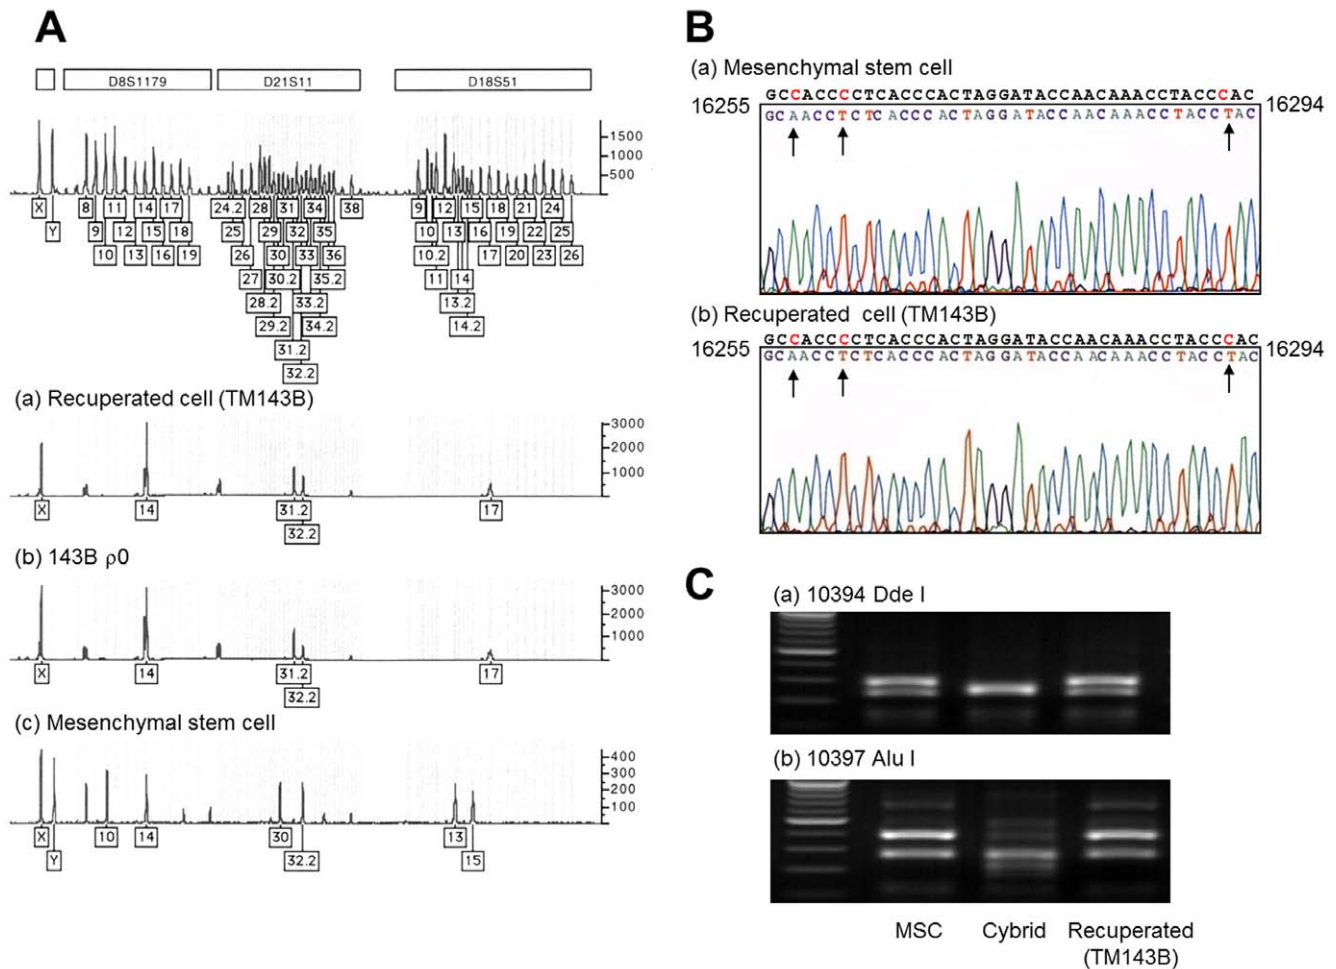 A
D8S1179 D21S11 D18S51
1500
1000
500
X 8 11 14 17 24.2 28 31 34 38 9 12 15 18 21 24
Y 9 12 15 18 25 29 32 35 10 13 16 19 22 25
10 13 16 19 26 30 33 36 10.2 14 17 20 23 26
27 30.2 35.2 11
28.2 33.2 13.2
29.2 34.2 14.2
31.2
32.2
(a) Recuperated cell (TM143B)
3000
2000
1000
X 14 31.2 17
32.2
(b) 143B ρ0
3000
2000
1000
X 14 31.2 17
32.2
(c) Mesenchymal stem cell
400
300
200
100
X 10 14 30 13
Y 32.2 15
B
(a) Mesenchymal stem cell
GCCACCCCTCACCCACTAGGATACCAACAAACCTACCCAC
16255 16294
GCAACCTCTCACCCACTAGGATACCAACAAACCTACCTAC
(b) Recuperated cell (TM143B)
GCCACCCCTCACCCACTAGGATACCAACAAACCTACCCAC
16255 16294
GCAACCTCTCACCCACTAGGATACCAACAAACCTACCTAC
C
(a) 10394 Dde I
(b) 10397 Alu I
MSC Cybrid Recuperated
(TM143B)